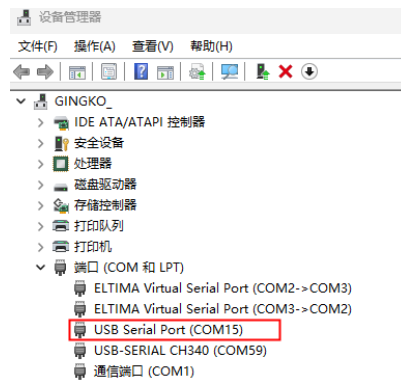 设备管理器
文件(F) 操作(A) 查看(V) 帮助(H)
GINGKO_
IDE ATA/ATAPI 控制器
安全设备
处理器
磁盘驱动器
存储控制器
打印队列
打印机
端口 (COM 和 LPT)
ELTIMA Virtual Serial Port (COM2->COM3)
ELTIMA Virtual Serial Port (COM3->COM2)
USB Serial Port (COM15)
USB-SERIAL CH340 (COM59)
通信端口 (COM1)